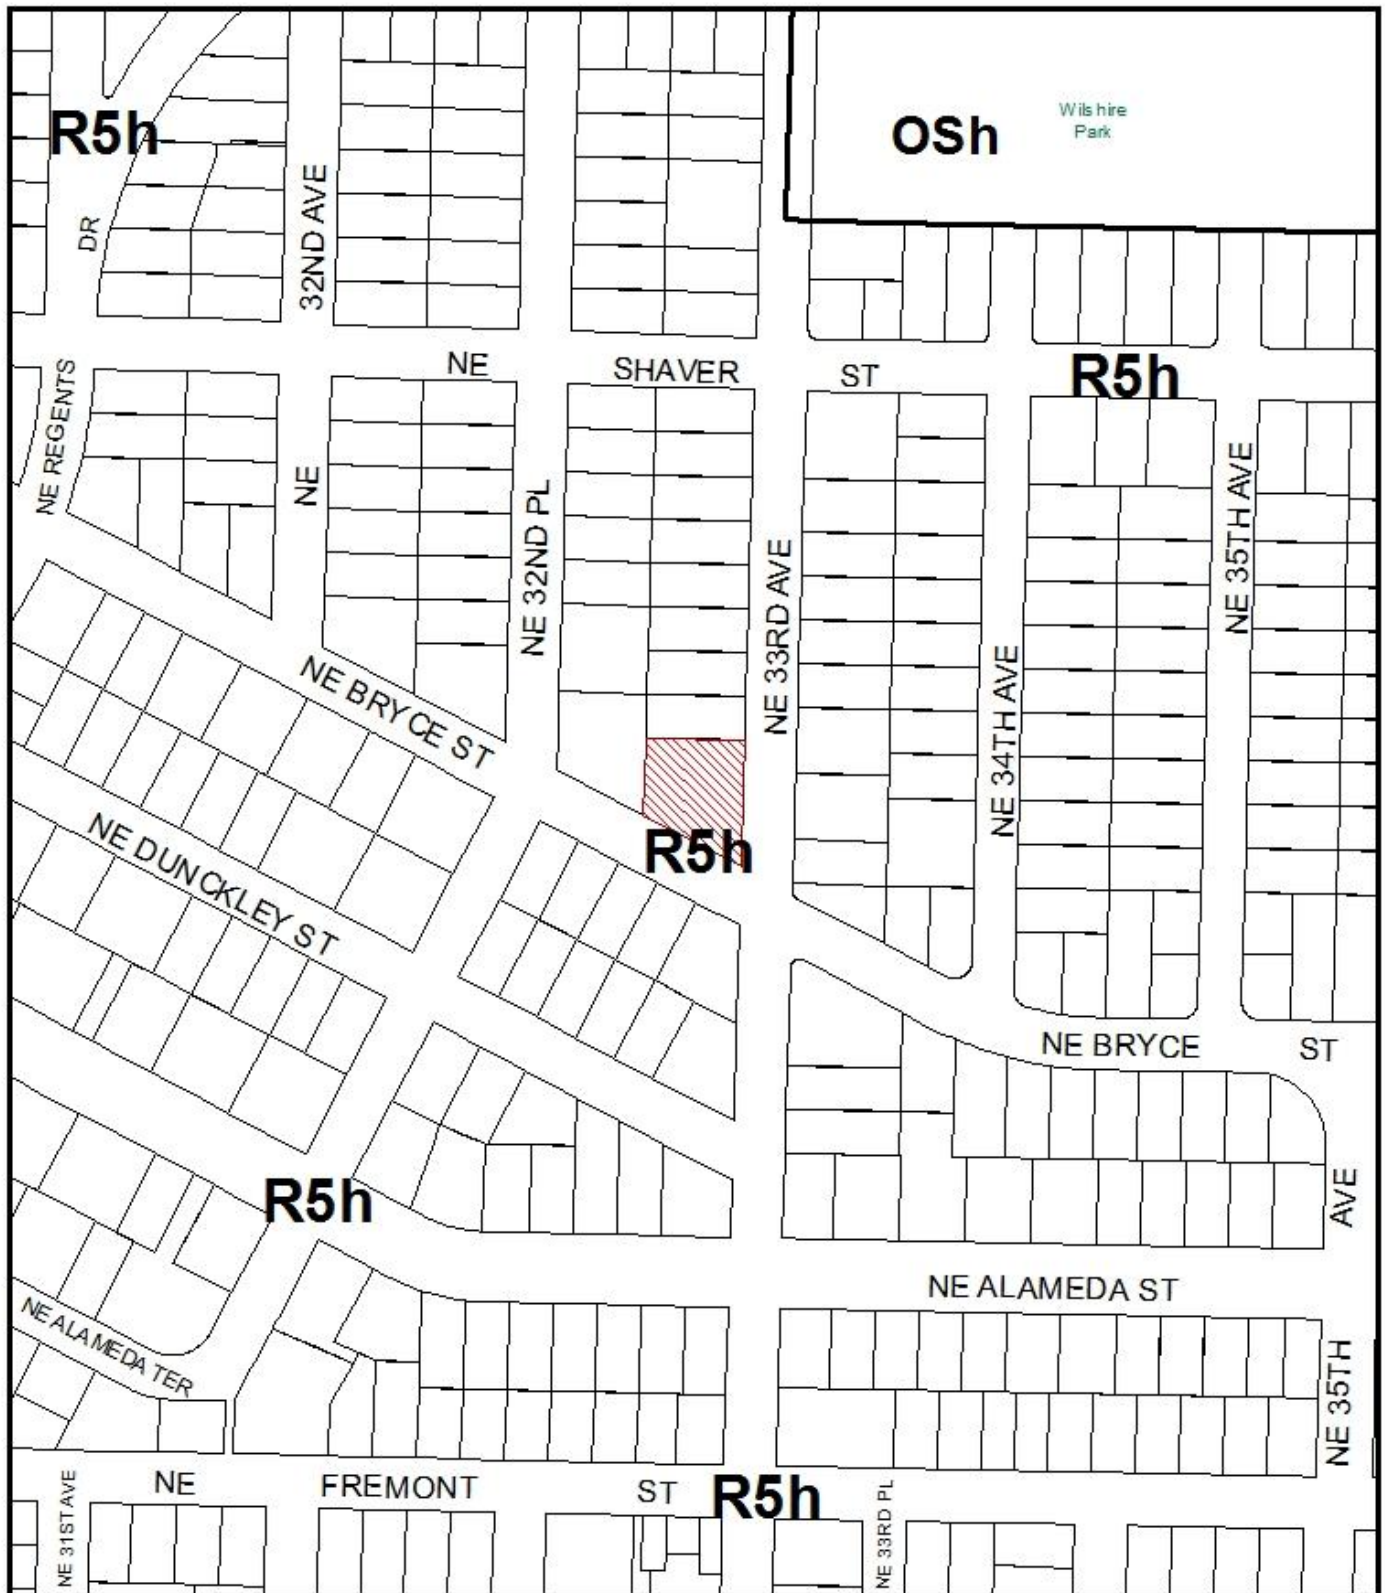 R5h
OSh
Wilshire
Park
DR
32ND AVE
NE SHAVER ST
R5h
NE REGENTS
NE
NE 32ND PL
NE 33RD AVE
NE 34TH AVE
NE 35TH AVE
NE BRYCE ST
NE DUNCKLEY ST
R5h
NE BRYCE ST
R5h
AVE
NE ALAMEDA ST
NE ALAMEDA TER
NE 35TH
NE FREMONT ST
R5h
NE 31ST AVE
NE 33RD PL